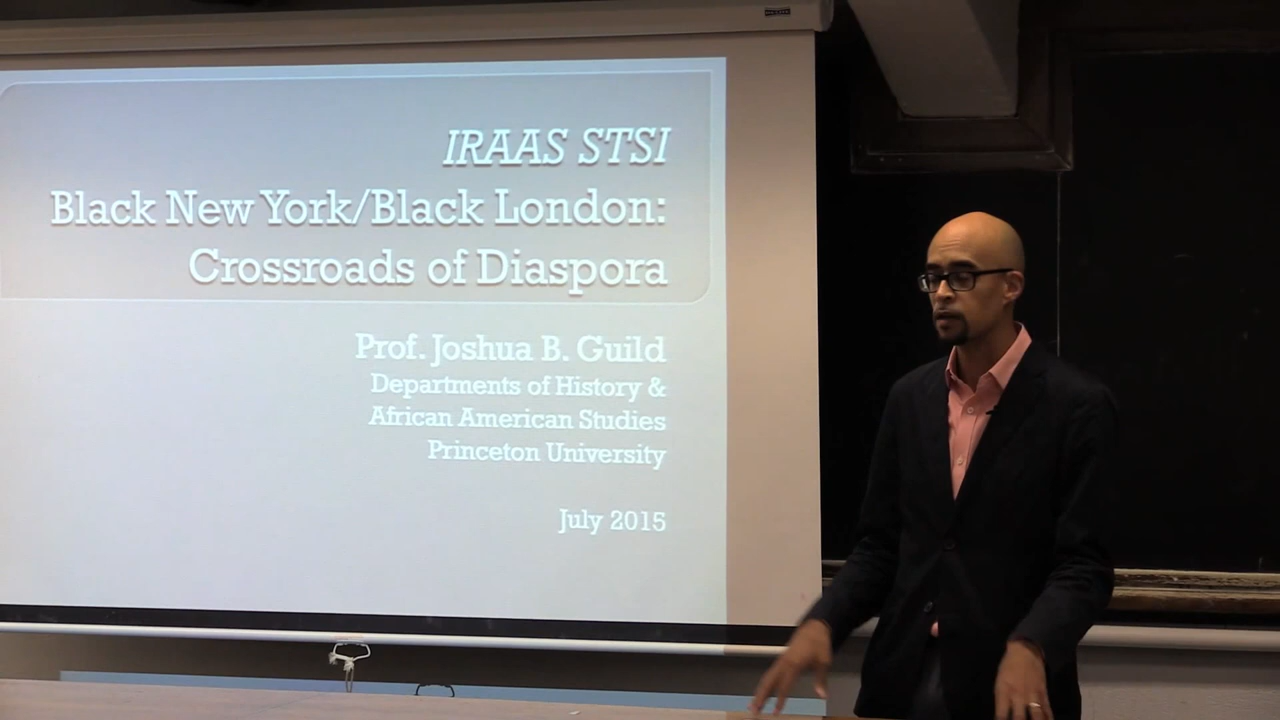 IRAAS STSI
Black New York/Black London:
Crossroads of Diaspora
Prof. Joshua B. Guild
Departments of History &
African American Studies
Princeton University
July 2015